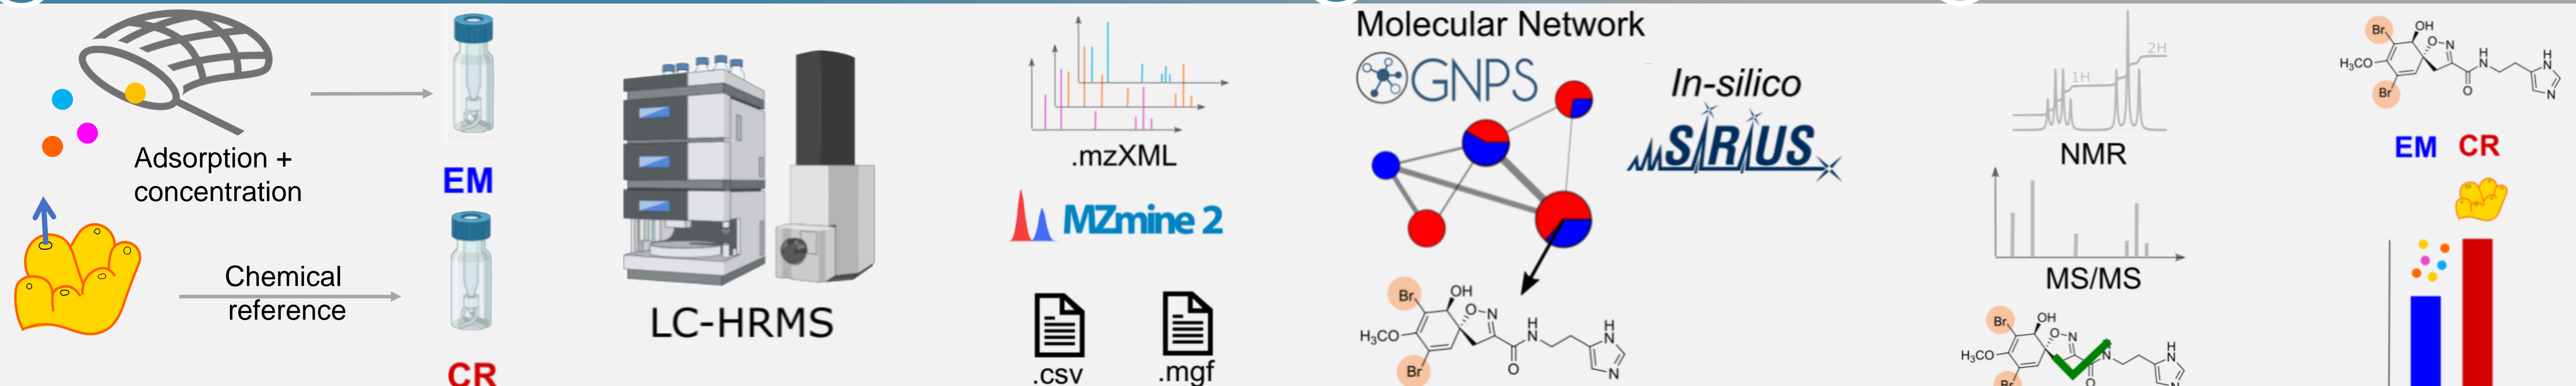 Adsorption +
concentration
EM
Chemical
reference
CR
LC-HRMS
.mzXML
MZmine 2
.csv
.mgf
Molecular Network
GNPS
In-silico
SIRIUS
Br
OH
O
N
H₃CO
Br
O
H
N
H
N
N
1H
2H
NMR
MS/MS
Br
OH
O
N
H₃CO
Br
O
N
H
N
N
Br
OH
O
N
H₃CO
Br
O
N
H
H
N
N
EM
CR